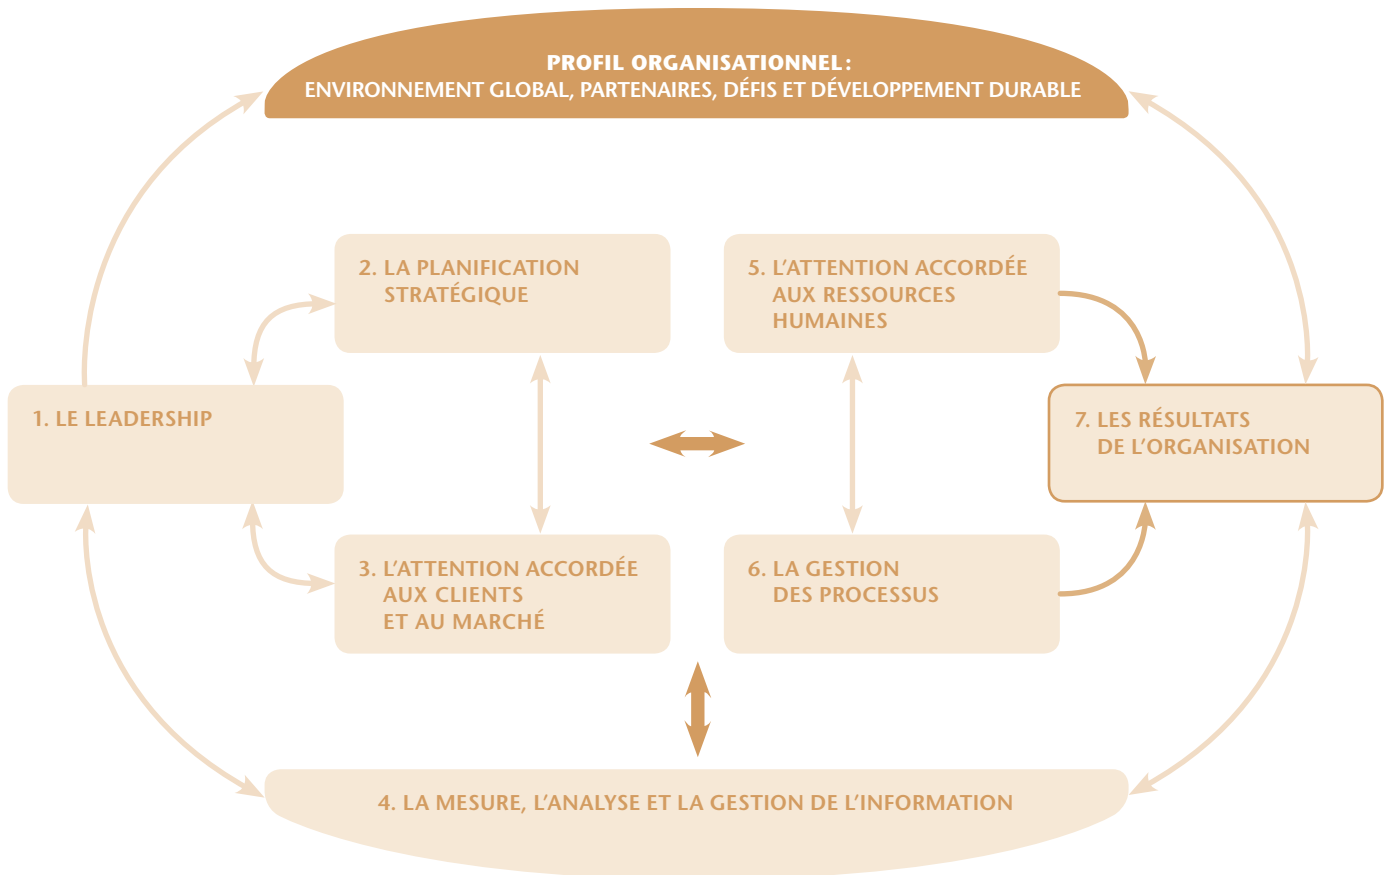 PROFIL ORGANISATIONNEL :
ENVIRONNEMENT GLOBAL, PARTENAIRES, DÉFIS ET DÉVELOPPEMENT DURABLE
1. LE LEADERSHIP
2. LA PLANIFICATION
STRATÉGIQUE
3. L’ATTENTION ACCORDÉE
AUX CLIENTS
ET AU MARCHÉ
5. L’ATTENTION ACCORDÉE
AUX RESSOURCES
HUMAINES
6. LA GESTION
DES PROCESSUS
7. LES RÉSULTATS
DE L’ORGANISATION
4. LA MESURE, L’ANALYSE ET LA GESTION DE L’INFORMATION